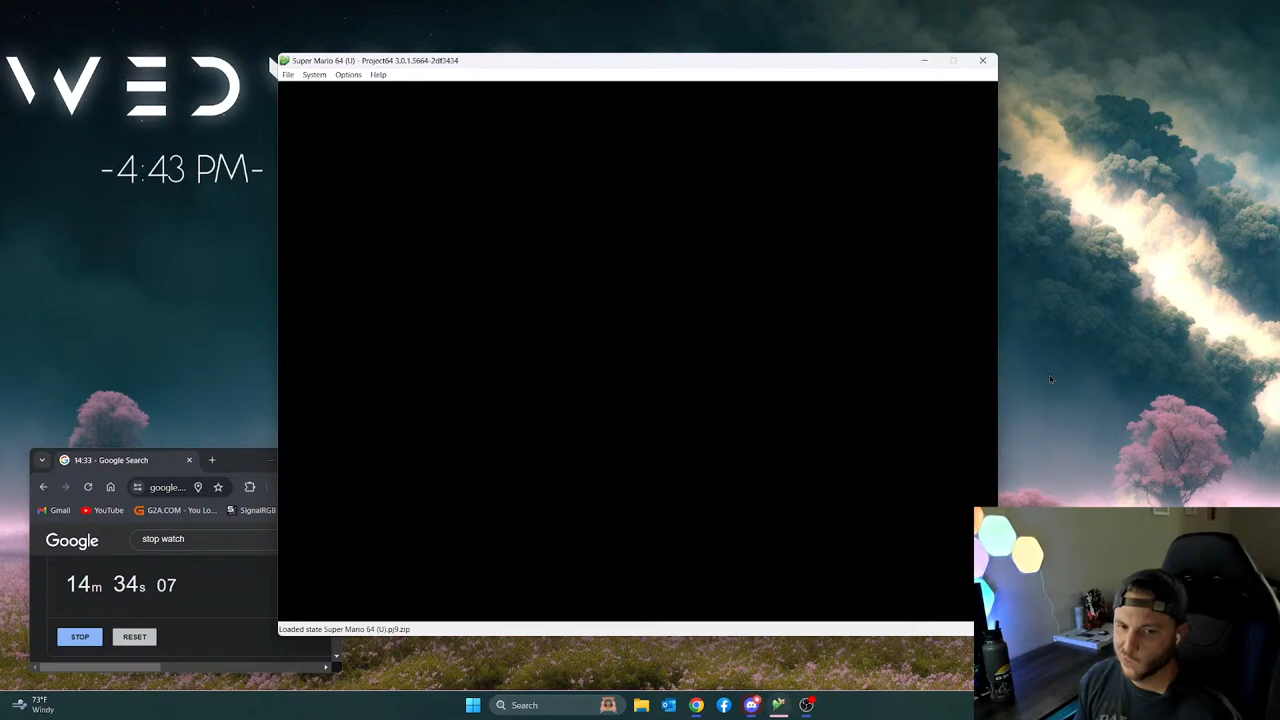 WED
-4:43 PM-
Super Mario 64 (U) - Project64 3.0.1.5664-2df3434
File System Options Help
14:33 - Google Search
google....
Gmail YouTube G2A.COM - You Lo... SignalRGB
Google stop watch
14m 34s 07
STOP RESET
Loaded state Super Mario 64 (U).pj9.zip
73°F
Windy
Search